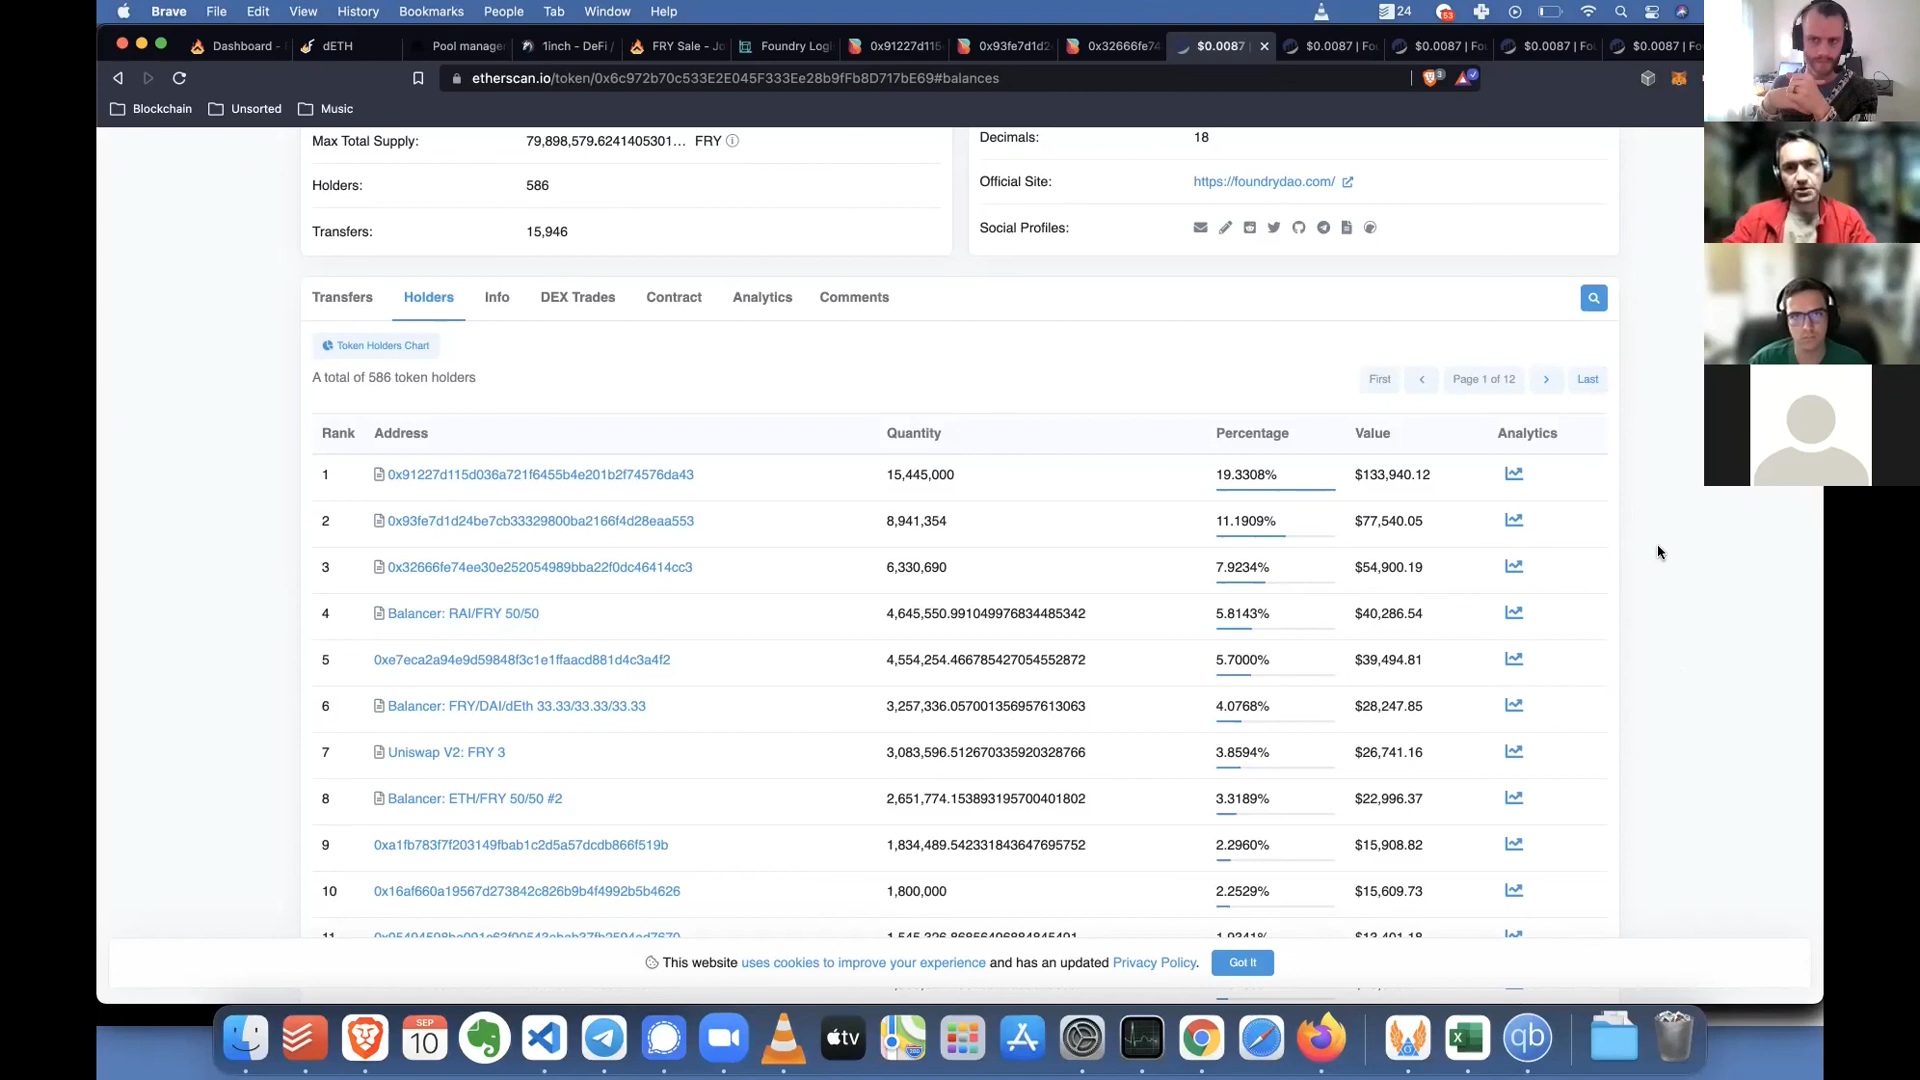 Brave File Edit View History Bookmarks People Tab Window Help 24 53
Dashboard - dETH Pool manage 1inch - DeFi / FRY Sale - Jo Foundry Logi 0x91227d115 0x93fe7d1d2 0x32666fe74 $0.0087 | $0.0087 | Fo $0.0087 | Fo $0.0087 | Fo $0.0087 | Fo
etherscan.io/token/0x6c972b70c533E2E045F333Ee28b9fFb8D717bE69#balances 3
Blockchain Unsorted Music
Max Total Supply: 79,898,579.6241405301... FRY
Decimals: 18
Holders: 586
Official Site: https://foundrydao.com/
Transfers: 15,946
Social Profiles:
Transfers Holders Info DEX Trades Contract Analytics Comments
Token Holders Chart
A total of 586 token holders
First Page 1 of 12 Last
Rank Address Quantity Percentage Value Analytics
1 0x91227d115d036a721f6455b4e201b2f74576da43 15,445,000 19.3308% $133,940.12
2 0x93fe7d1d24be7cb33329800ba2166f4d28eaa553 8,941,354 11.1909% $77,540.05
3 0x32666fe74ee30e252054989bba22f0dc46414cc3 6,330,690 7.9234% $54,900.19
4 Balancer: RAI/FRY 50/50 4,645,550.991049976834485342 5.8143% $40,286.54
5 0xe7eca2a94e9d59848f3c1e1ffaacd881d4c3a4f2 4,554,254.466785427054552872 5.7000% $39,494.81
6 Balancer: FRY/DAI/dEth 33.33/33.33/33.33 3,257,336.057001356957613063 4.0768% $28,247.85
7 Uniswap V2: FRY 3 3,083,596.512670335920328766 3.8594% $26,741.16
8 Balancer: ETH/FRY 50/50 #2 2,651,774.153893195700401802 3.3189% $22,996.37
9 0xa1fb783f7f203149fbab1c2d5a57dcdb866f519b 1,834,489.542331843647695752 2.2960% $15,908.82
10 0x16af660a19567d273842c826b9b4f4992b5b4626 1,800,000 2.2529% $15,609.73
11
This website uses cookies to improve your experience and has an updated Privacy Policy. Got It
SEP
10
tv
qb